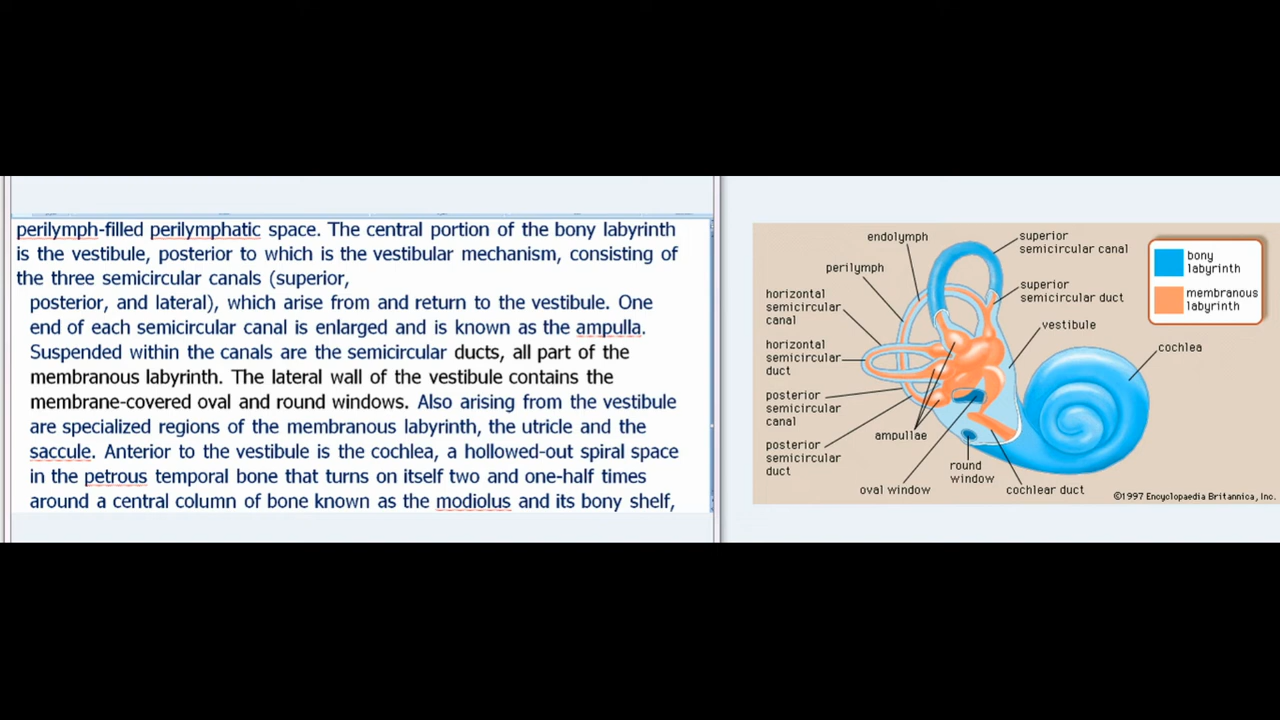 perilymph-filled perilymphatic space. The central portion of the bony labyrinth
is the vestibule, posterior to which is the vestibular mechanism, consisting of
the three semicircular canals (superior,
posterior, and lateral), which arise from and return to the vestibule. One
end of each semicircular canal is enlarged and is known as the ampulla.
Suspended within the canals are the semicircular ducts, all part of the
membranous labyrinth. The lateral wall of the vestibule contains the
membrane-covered oval and round windows. Also arising from the vestibule
are specialized regions of the membranous labyrinth, the utricle and the
saccule. Anterior to the vestibule is the cochlea, a hollowed-out spiral space
in the petrous temporal bone that turns on itself two and one-half times
around a central column of bone known as the modiolus and its bony shelf,
endolymph
perilymph
horizontal
semicircular
canal
horizontal
semicircular
duct
posterior
semicircular
canal
posterior
semicircular
duct
ampullae
oval window
round
window
cochlear duct
superior
semicircular canal
superior
semicircular duct
vestibule
cochlea
bony
labyrinth
membranous
labyrinth
©1997 Encyclopaedia Britannica, Inc.